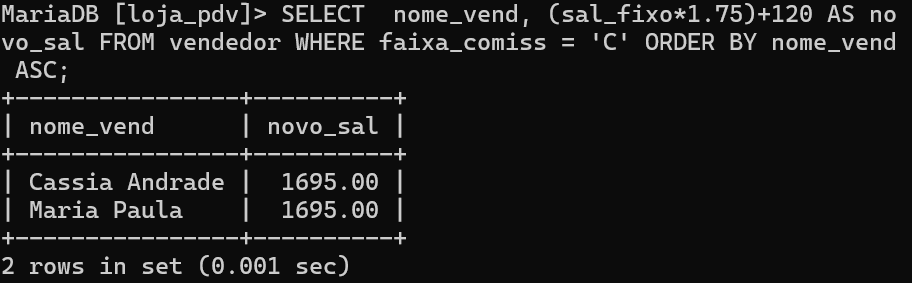 MariaDB [loja_pdv]> SELECT  nome_vend, (sal_fixo*1.75)+120 AS no
vo_sal FROM vendedor WHERE faixa_comiss = 'C' ORDER BY nome_vend
 ASC;
+----------------+----------+
| nome_vend      | novo_sal |
+----------------+----------+
| Cassia Andrade |  1695.00 |
| Maria Paula    |  1695.00 |
+----------------+----------+
2 rows in set (0.001 sec)